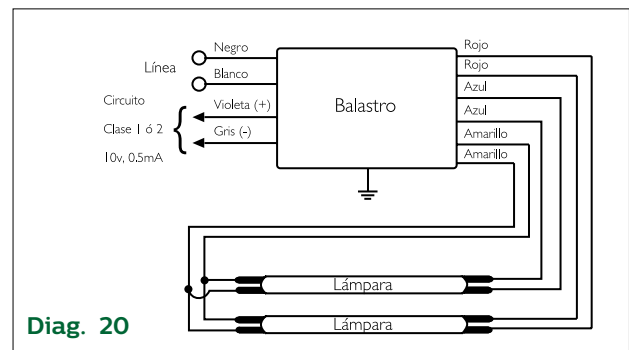 Negro
Línea
Blanco
Circuito
Clase 1 ó 2
10v, 0.5mA
Violeta (+)
Gris (-)
Balastro
Rojo
Rojo
Azul
Azul
Amarillo
Amarillo
Lámpara
Lámpara
Diag. 20